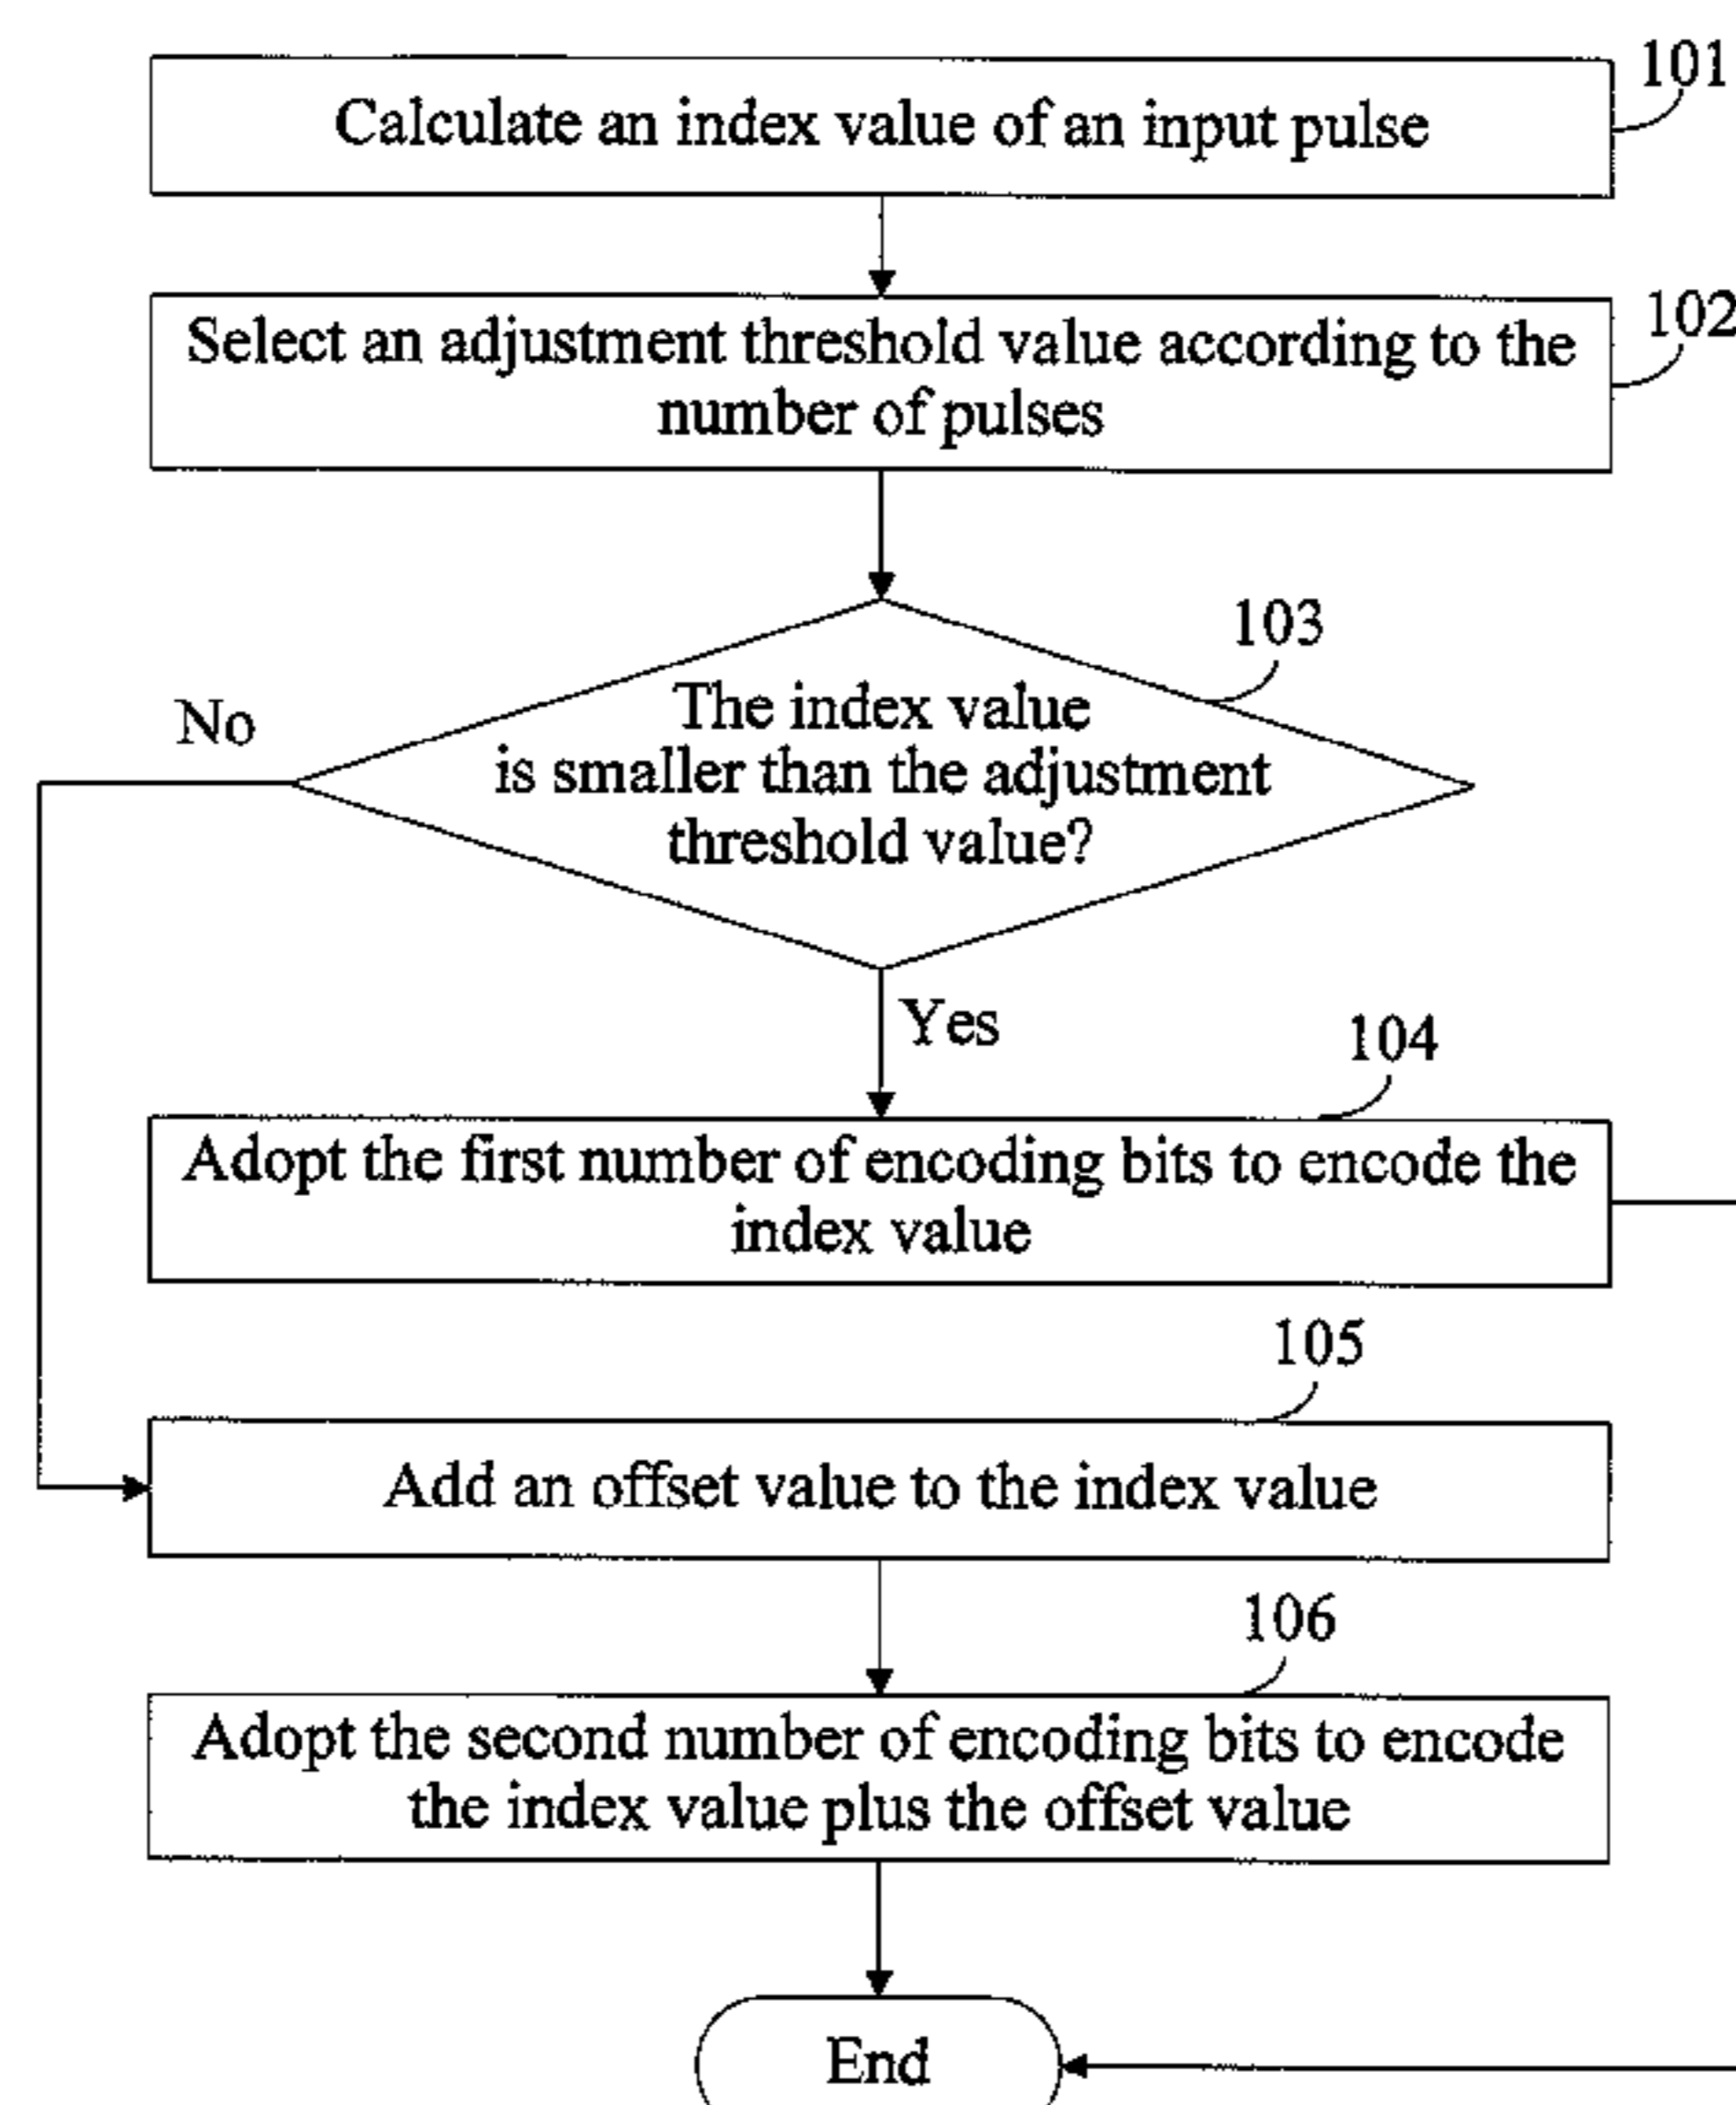 101
Calculate an index value of an input pulse
102
Select an adjustment threshold value according to the
number of pulses
103
The index value
is smaller than the adjustment
threshold value?
No
Yes
104
Adopt the first number of encoding bits to encode the
index value
105
Add an offset value to the index value
106
Adopt the second number of encoding bits to encode
the index value plus the offset value
End